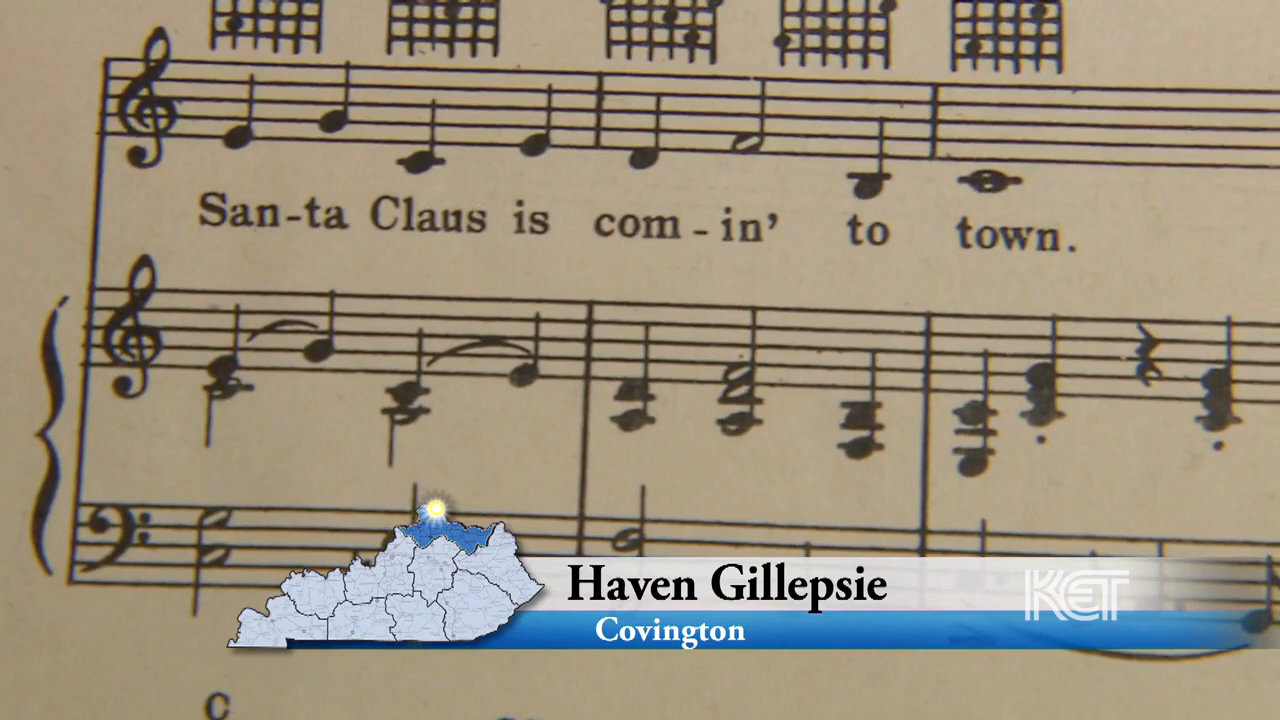 San-ta Claus is com-in' to town.
Haven Gillepsie
KET
Covington
C